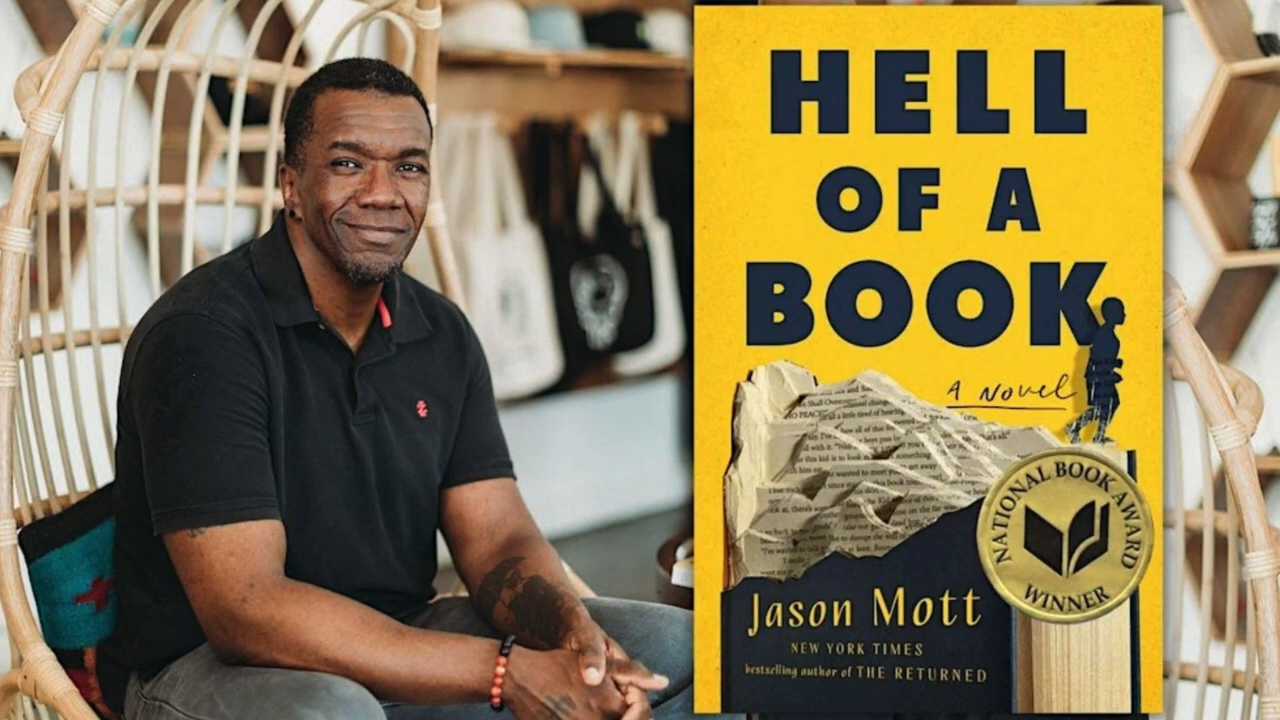 HELL
OF A
BOOK
A Novel
Jason Mott
NEW YORK TIMES
bestselling author of THE RETURNED
NATIONAL BOOK AWARD
WINNER